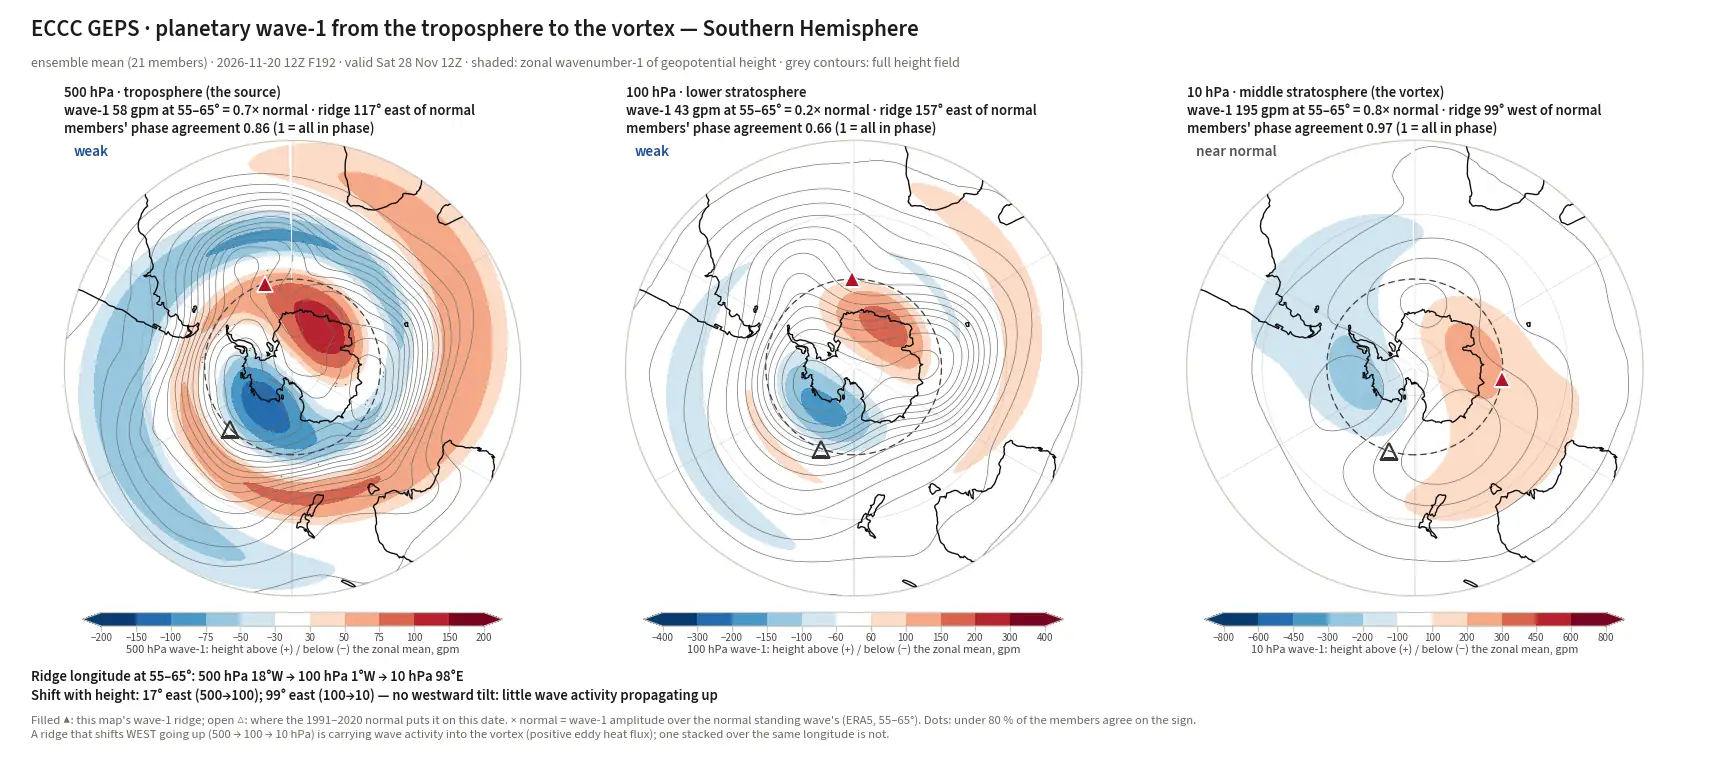 ECCC GEPS · planetary wave-1 from the troposphere to the vortex — Southern Hemisphere
ensemble mean (21 members) · 2026-11-20 12Z F192 · valid Sat 28 Nov 12Z · shaded: zonal wavenumber-1 of geopotential height · grey contours: full height field
500 hPa · troposphere (the source)
wave-1 58 gpm at 55–65° = 0.7× normal · ridge 117° east of normal
members' phase agreement 0.86 (1 = all in phase)
weak
100 hPa · lower stratosphere
wave-1 43 gpm at 55–65° = 0.2× normal · ridge 157° east of normal
members' phase agreement 0.66 (1 = all in phase)
weak
10 hPa · middle stratosphere (the vortex)
wave-1 195 gpm at 55–65° = 0.8× normal · ridge 99° west of normal
members' phase agreement 0.97 (1 = all in phase)
near normal
−200 −150 −100 −75 −50 −30 30 50 75 100 150 200
500 hPa wave-1: height above (+) / below (−) the zonal mean, gpm
−400 −300 −200 −150 −100 −60 60 100 150 200 300 400
100 hPa wave-1: height above (+) / below (−) the zonal mean, gpm
−800 −600 −450 −300 −200 −100 100 200 300 450 600 800
10 hPa wave-1: height above (+) / below (−) the zonal mean, gpm
Ridge longitude at 55–65°: 500 hPa 18°W → 100 hPa 1°W → 10 hPa 98°E
Shift with height: 17° east (500→100); 99° east (100→10) — no westward tilt: little wave activity propagating up
Filled ▲: this map's wave-1 ridge; open △: where the 1991–2020 normal puts it on this date. × normal = wave-1 amplitude over the normal standing wave's (ERA5, 55–65°). Dots: under 80 % of the members agree on the sign.
A ridge that shifts WEST going up (500 → 100 → 10 hPa) is carrying wave activity into the vortex (positive eddy heat flux); one stacked over the same longitude is not.